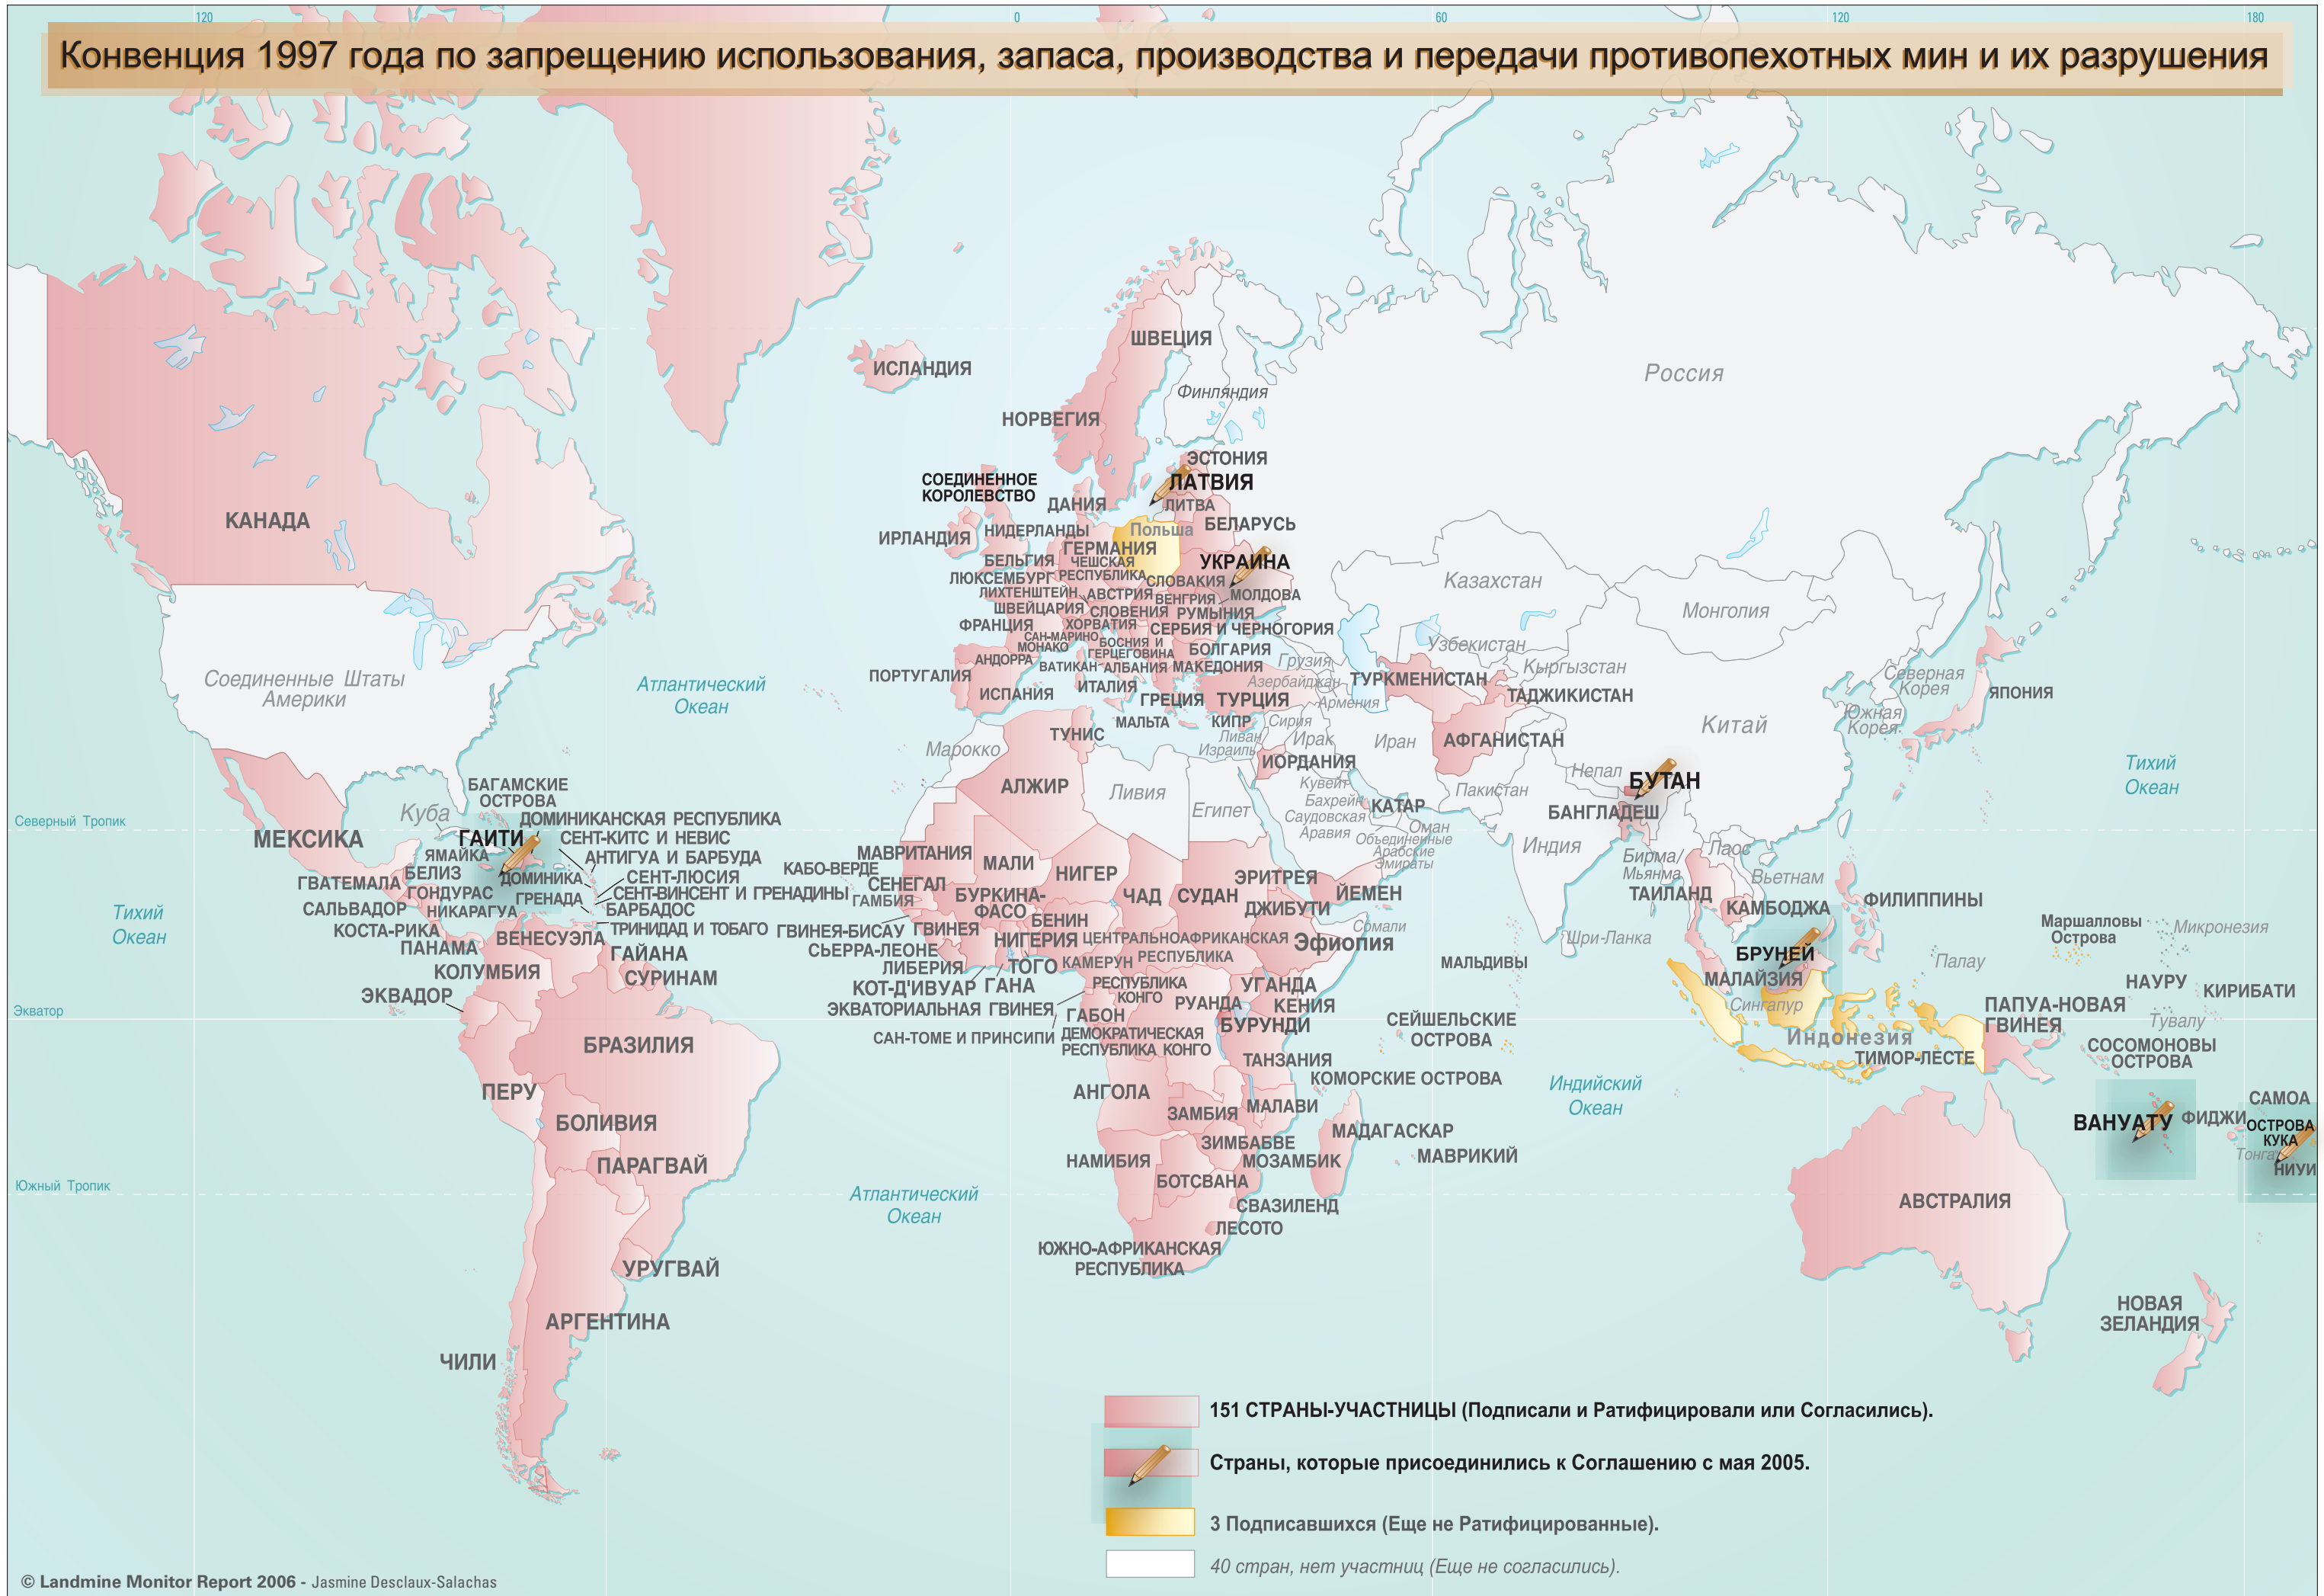 120
0
60
120
180
Конвенция 1997 года по запрещению использования, запаса, производства и передачи противопехотных мин и их разрушения
ШВЕЦИЯ
ИСЛАНДИЯ
Финляндия
Россия
НОРВЕГИЯ
ЭСТОНИЯ
ЛАТВИЯ
СОЕДИНЕННОЕ
КОРОЛЕВСТВО
ДАНИЯ
ЛИТВА
КАНАДА
БЕЛАРУСЬ
ИРЛАНДИЯ
НИДЕРЛАНДЫ
Польша
ГЕРМАНИЯ
БЕЛЬГИЯ
ЧЕШСКАЯ
РЕСПУБЛИКА
УКРАИНА
ЛЮКСЕМБУРГ
СЛОВАКИЯ
ЛИХТЕНШТЕЙН
АВСТРИЯ
ВЕНГРИЯ
МОЛДОВА
ШВЕЙЦАРИЯ
СЛОВЕНИЯ
РУМЫНИЯ
ФРАНЦИЯ
ХОРВАТИЯ
СЕРБИЯ И ЧЕРНОГОРИЯ
САН-МАРИНО
МОНАКО
БОСНИЯ И
ГЕРЦЕГОВИНА
БОЛГАРИЯ
АНДОРРА
ВАТИКАН
АЛБАНИЯ
МАКЕДОНИЯ
ПОРТУГАЛИЯ
ИСПАНИЯ
ИТАЛИЯ
ГРЕЦИЯ
ТУРЦИЯ
МАЛЬТА
КИПР
Грузия
Азербайджан
Армения
Казахстан
Монголия
Узбекистан
Кыргызстан
ТУРКМЕНИСТАН
ТАДЖИКИСТАН
Северная
Корея
ЯПОНИЯ
Южная
Корея
Китай
Соединенные Штаты
Америки
Атлантический
Океан
Марокко
ТУНИС
Сирия
Ливан
Израиль
Ирак
Иран
АФГАНИСТАН
ИОРДАНИЯ
АЛЖИР
Ливия
Египет
Кувейт
Бахрейн
Саудовская
Аравия
КАТАР
Оман
Объединенные
Арабские
Эмираты
Пакистан
Непал
БУТАН
БАНГЛАДЕШ
Индия
Бирма/
Мьянма
Лаос
Вьетнам
ТАИЛАНД
КАМБОДЖА
ФИЛИППИНЫ
Тихий
Океан
БАГАМСКИЕ
ОСТРОВА
Куба
Северный Тропик
МЕКСИКА
ГАИТИ
ДОМИНИКАНСКАЯ РЕСПУБЛИКА
СЕНТ-КИТС И НЕВИС
ЯМАЙКА
АНТИГУА И БАРБУДА
БЕЛИЗ
ДОМИНИКА
СЕНТ-ЛЮСИЯ
ГВАТЕМАЛА
ГОНДУРАС
ГРЕНАДА
СЕНТ-ВИНСЕНТ И ГРЕНАДИНЫ
САЛЬВАДОР
НИКАРАГУА
БАРБАДОС
КОСТА-РИКА
ТРИНИДАД И ТОБАГО
ПАНАМА
ВЕНЕСУЭЛА
ГАЙАНА
КОЛУМБИЯ
СУРИНАМ
ЭКВАДОР
Тихий
Океан
Экватор
БРАЗИЛИЯ
ПЕРУ
БОЛИВИЯ
ПАРАГВАЙ
Южный Тропик
УРУГВАЙ
АРГЕНТИНА
ЧИЛИ
Атлантический
Океан
КАБО-ВЕРДЕ
МАВРИТАНИЯ
МАЛИ
НИГЕР
ЧАД
СУДАН
ЭРИТРЕЯ
ЙЕМЕН
СЕНЕГАЛ
ГАМБИЯ
БУРКИНА-
ФАСО
БЕНИН
ДЖИБУТИ
ГВИНЕЯ-БИСАУ
ГВИНЕЯ
НИГЕРИЯ
ЦЕНТРАЛЬНОАФРИКАНСКАЯ
РЕСПУБЛИКА
Эфиопия
Сомали
СЬЕРРА-ЛЕОНЕ
ЛИБЕРИЯ
ТОГО
КАМЕРУН
КОТ-Д'ИВУАР
ГАНА
РЕСПУБЛИКА
КОНГО
УГАНДА
РУАНДА
КЕНИЯ
ЭКВАТОРИАЛЬНАЯ ГВИНЕЯ
ГАБОН
БУРУНДИ
САН-ТОМЕ И ПРИНСИПИ
ДЕМОКРАТИЧЕСКАЯ
РЕСПУБЛИКА КОНГО
ТАНЗАНИЯ
АНГОЛА
КОМОРСКИЕ ОСТРОВА
ЗАМБИЯ
МАЛАВИ
ЗИМБАБВЕ
МАДАГАСКАР
НАМИБИЯ
МОЗАМБИК
МАВРИКИЙ
БОТСВАНА
СВАЗИЛЕНД
ЛЕСОТО
ЮЖНО-АФРИКАНСКАЯ
РЕСПУБЛИКА
Шри-Ланка
МАЛЬДИВЫ
СЕЙШЕЛЬСКИЕ
ОСТРОВА
Индийский
Океан
БРУНЕЙ
МАЛАЙЗИЯ
Сингапур
Индонезия
ТИМОР-ЛЕСТЕ
Палау
Маршалловы
Острова
Микронезия
НАУРУ
КИРИБАТИ
ПАПУА-НОВАЯ
ГВИНЕЯ
Тувалу
СОСОМОНОВЫ
ОСТРОВА
САМОА
ВАНУАТУ
ФИДЖИ
ОСТРОВА
КУКА
Тонга
НИУИ
АВСТРАЛИЯ
НОВАЯ
ЗЕЛАНДИЯ
151 СТРАНЫ-УЧАСТНИЦЫ (Подписали и Ратифицировали или Согласились).
Страны, которые присоединились к Соглашению с мая 2005.
3 Подписавшихся (Еще не Ратифицированные).
40 стран, нет участниц (Еще не согласились).
© Landmine Monitor Report 2006 - Jasmine Desclaux-Salachas